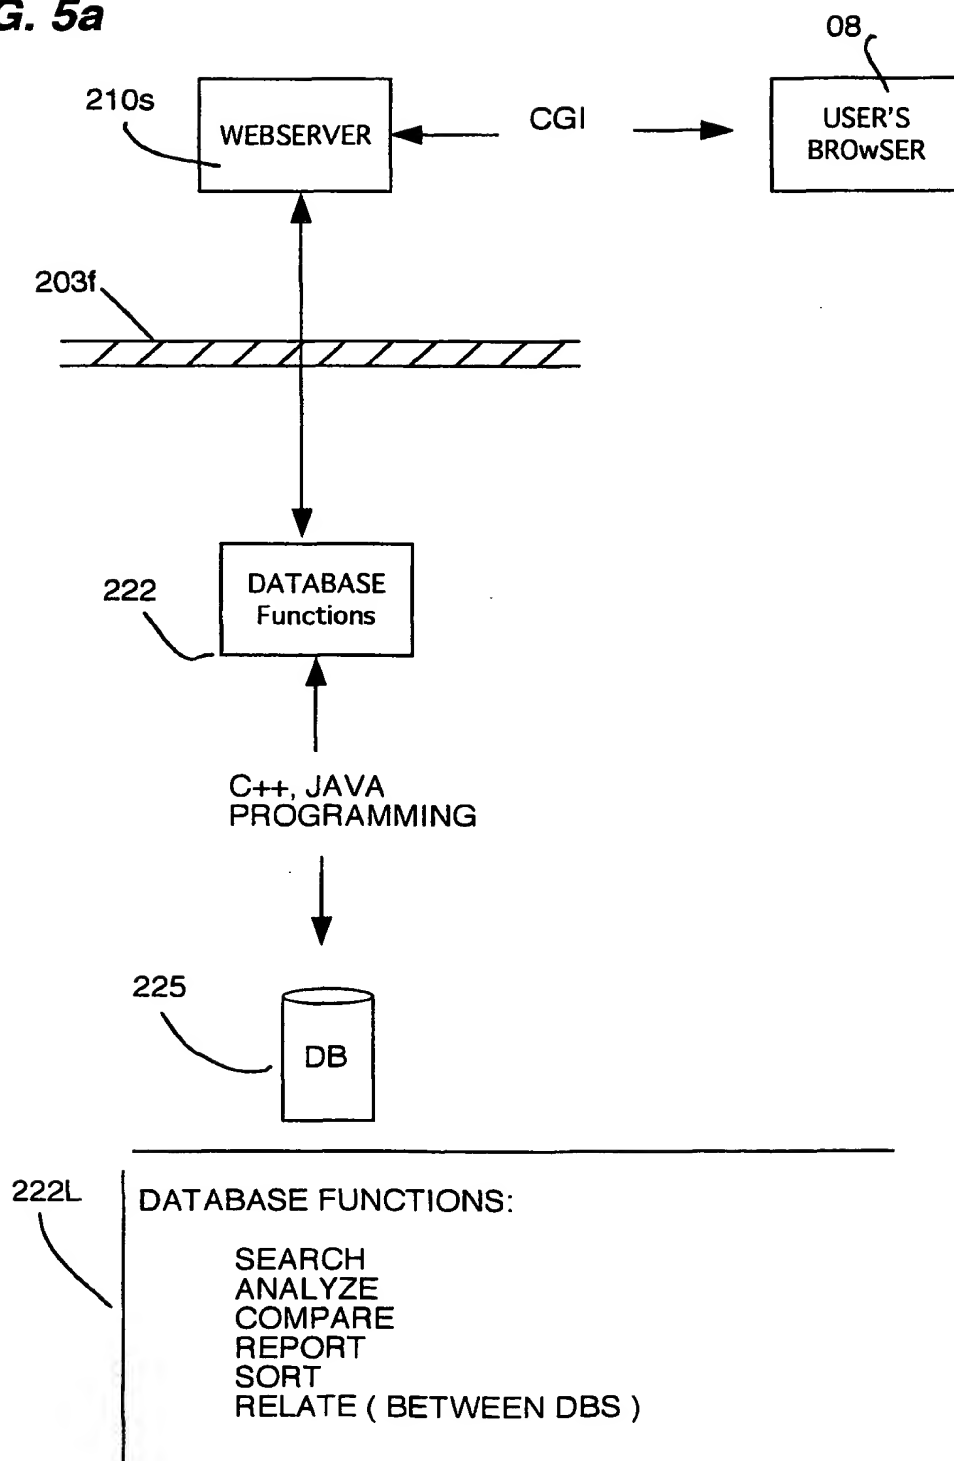 G. 5a
08
210s
WEBSERVER
CGI
USER'S
BROwSER
203f
222
DATABASE
Functions
C++, JAVA
PROGRAMMING
225
DB
222L
DATABASE FUNCTIONS:
SEARCH
ANALYZE
COMPARE
REPORT
SORT
RELATE ( BETWEEN DBS )